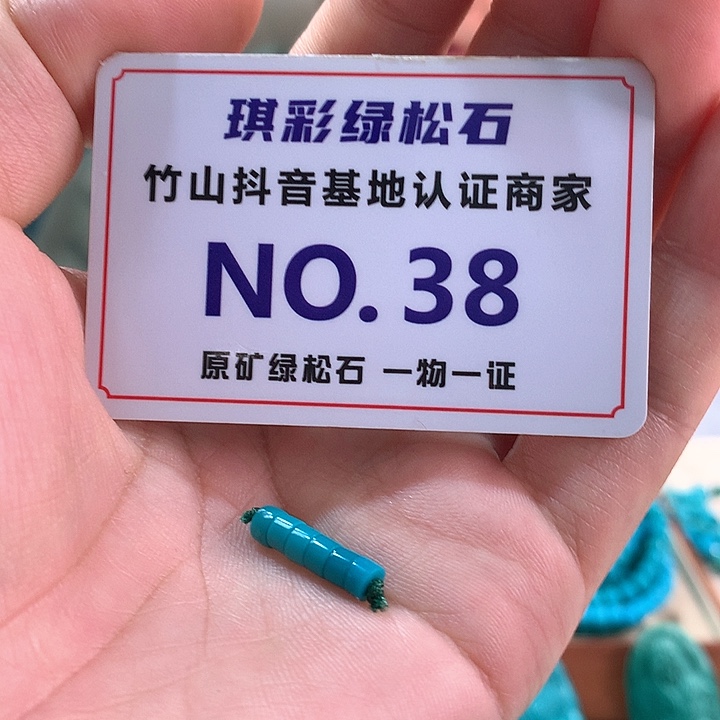 琪彩绿松石
竹山抖音基地认证商家
NO.38
原矿绿松石 一物一证